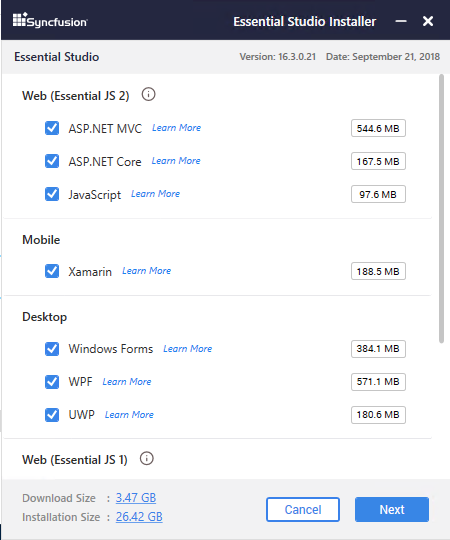 Syncfusion Essential Studio Installer
Essential Studio Version: 16.3.0.21 Date: September 21, 2018
Web (Essential JS 2)
ASP.NET MVC Learn More 544.6 MB
ASP.NET Core Learn More 167.5 MB
JavaScript Learn More 97.6 MB
Mobile
Xamarin Learn More 188.5 MB
Desktop
Windows Forms Learn More 384.1 MB
WPF Learn More 571.1 MB
UWP Learn More 180.6 MB
Web (Essential JS 1)
Download Size : 3.47 GB
Installation Size : 26.42 GB
Cancel Next